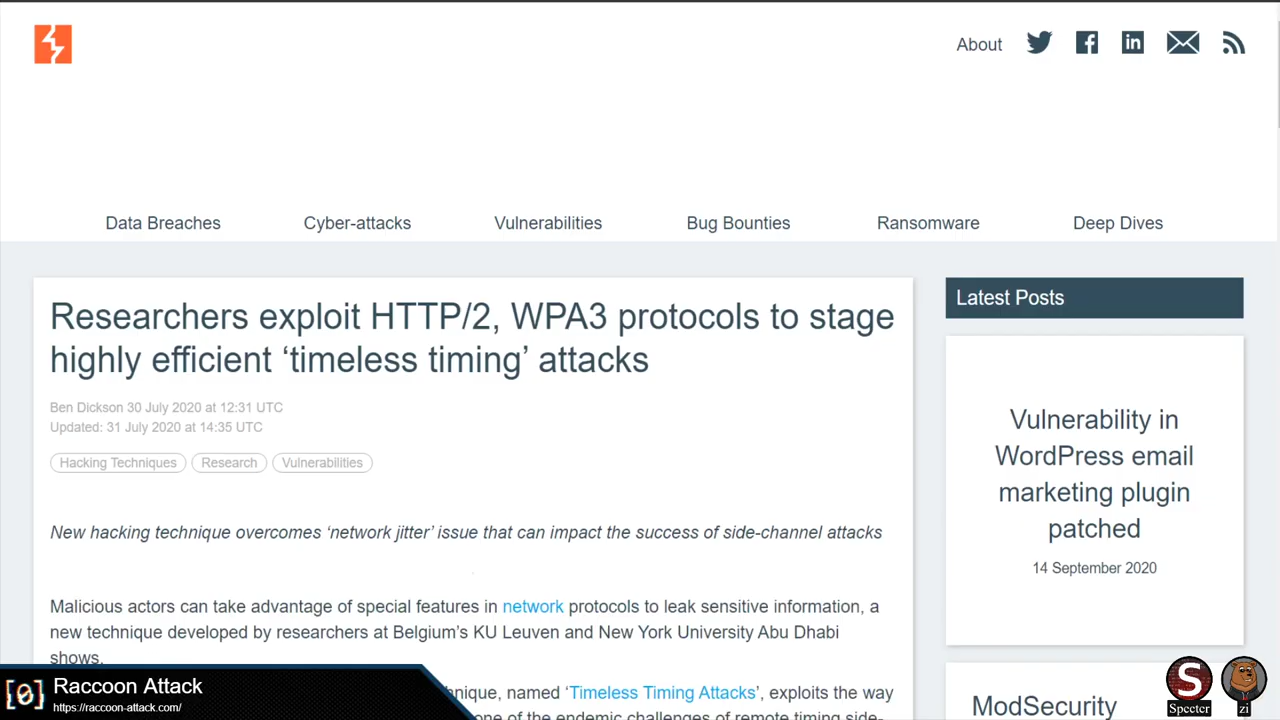 About
Data Breaches
Cyber-attacks
Vulnerabilities
Bug Bounties
Ransomware
Deep Dives
Researchers exploit HTTP/2, WPA3 protocols to stage
highly efficient ‘timeless timing’ attacks
Ben Dickson 30 July 2020 at 12:31 UTC
Updated: 31 July 2020 at 14:35 UTC
Hacking Techniques
Research
Vulnerabilities
New hacking technique overcomes ‘network jitter’ issue that can impact the success of side-channel attacks
Malicious actors can take advantage of special features in network protocols to leak sensitive information, a
new technique developed by researchers at Belgium’s KU Leuven and New York University Abu Dhabi
shows.
named ‘Timeless Timing Attacks’, exploits the way
one of the endemic challenges of remote timing side-
Latest Posts
Vulnerability in
WordPress email
marketing plugin
patched
14 September 2020
ModSecurity
[0]
Raccoon Attack
https://raccoon-attack.com/
S
Specter
zi